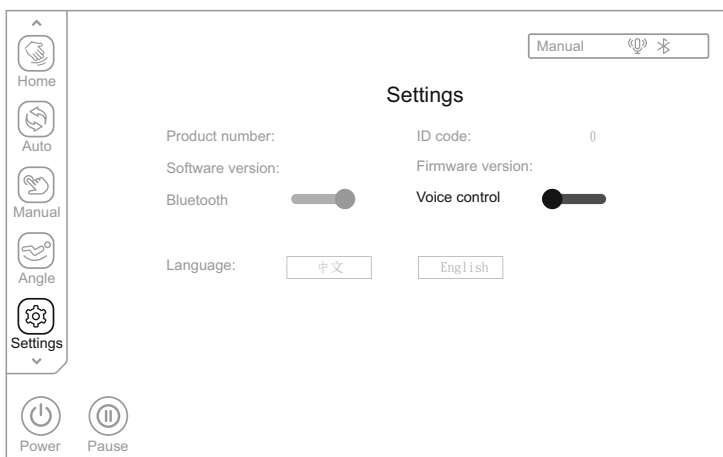 Manual
Home
Settings
Product number:
ID code: 0
Auto
Software version:
Firmware version:
Bluetooth
Voice control
Manual
Language:
中文
English
Angle
Settings
Power
Pause